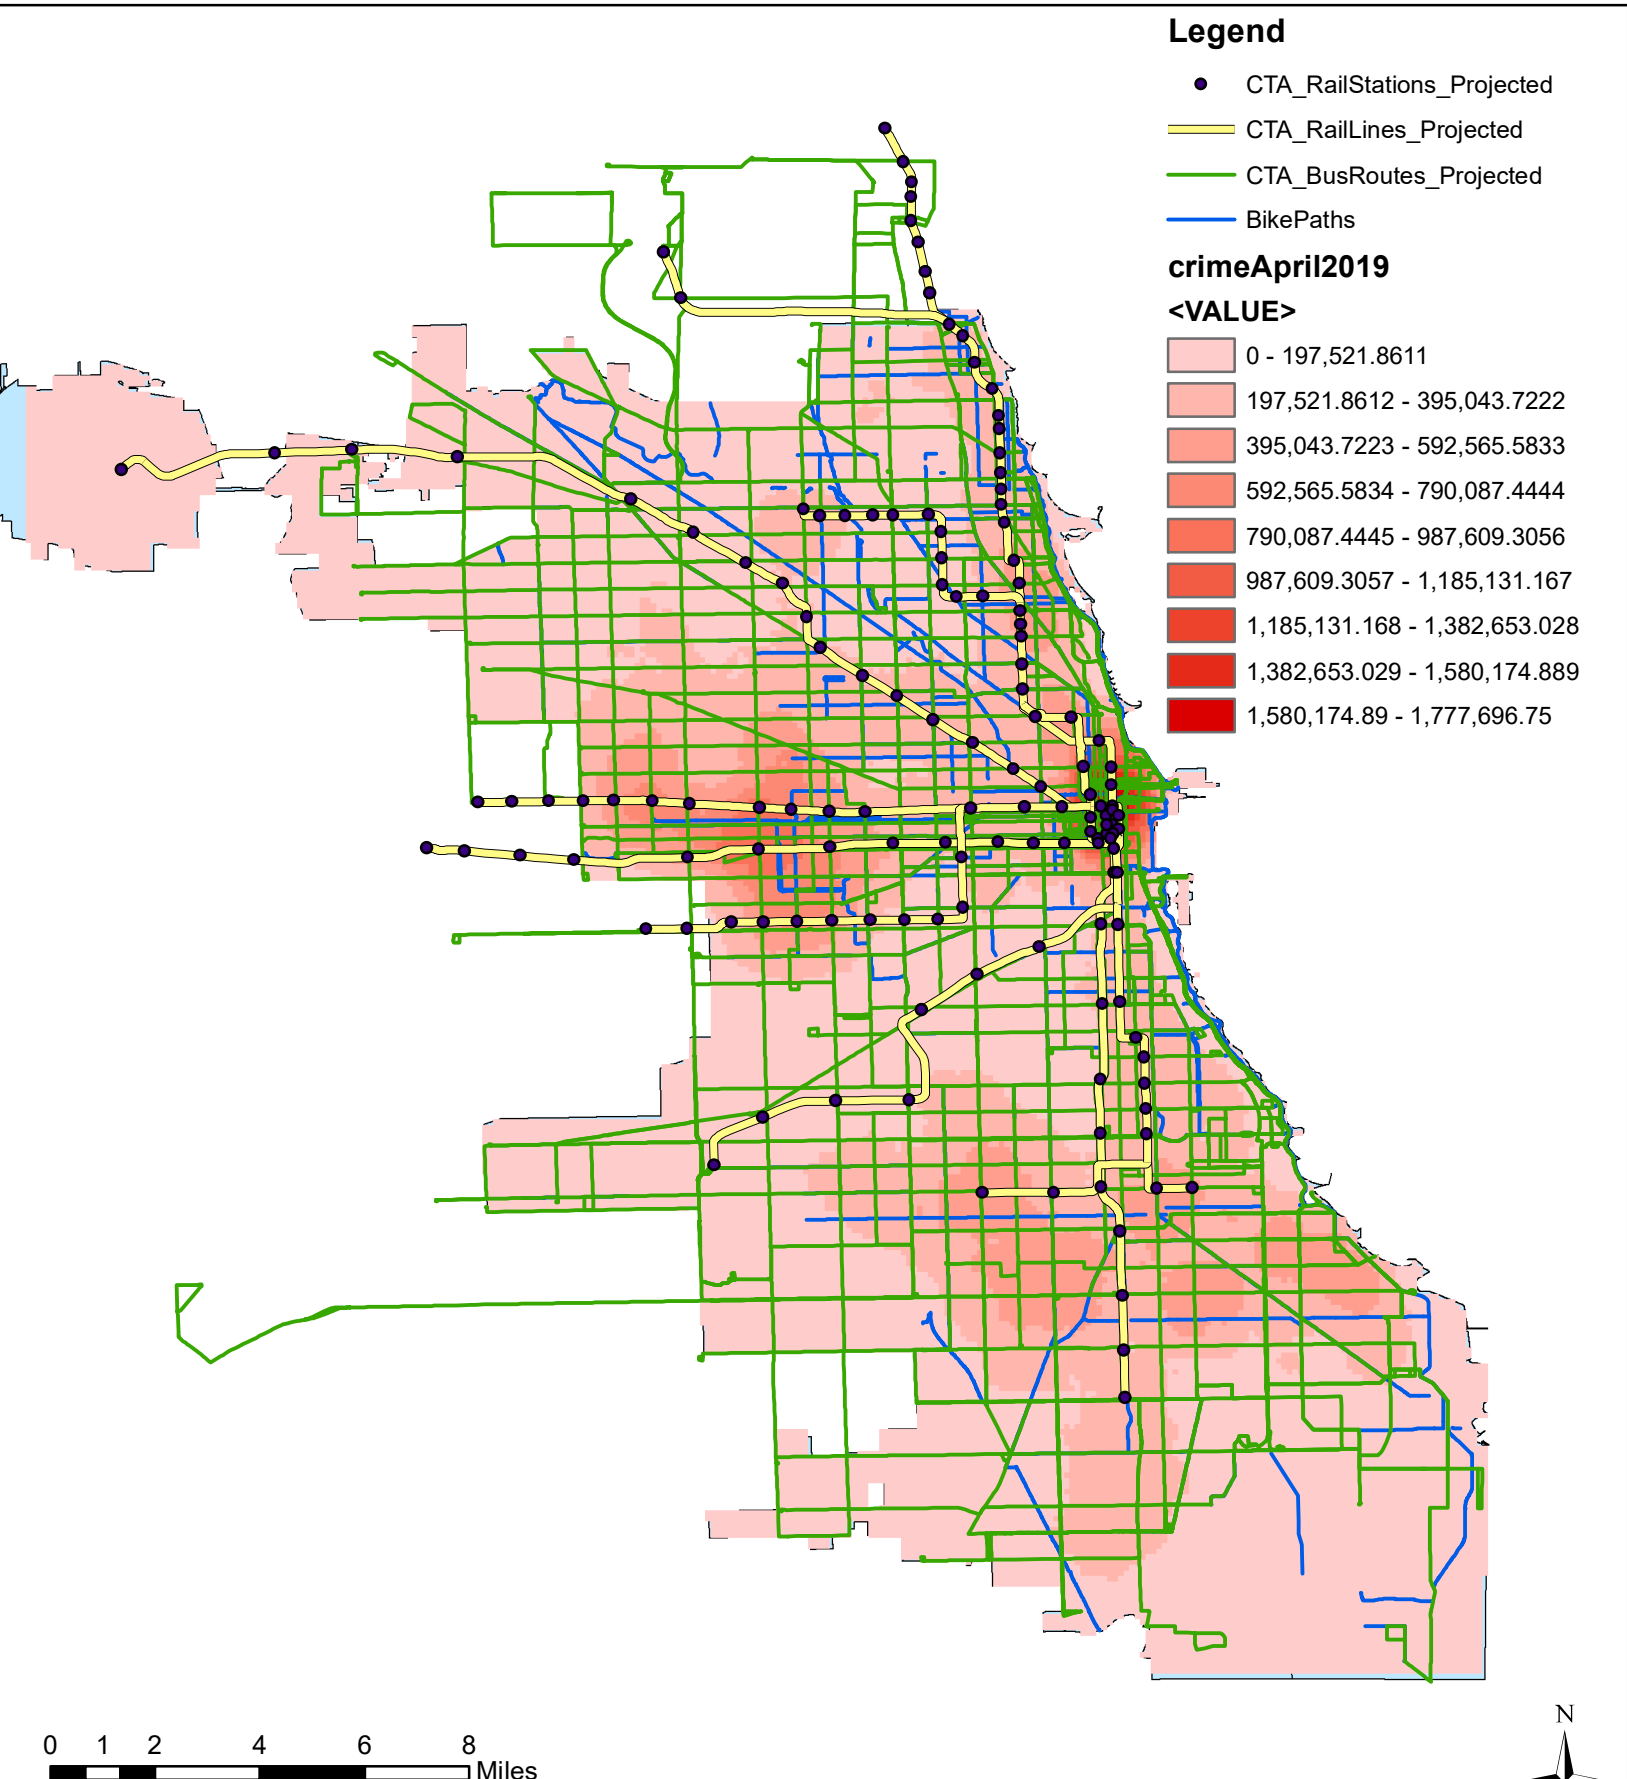 Legend
CTA_RailStations_Projected
CTA_RailLines_Projected
CTA_BusRoutes_Projected
BikePaths
crimeApril2019
<VALUE>
0 - 197,521.8611
197,521.8612 - 395,043.7222
395,043.7223 - 592,565.5833
592,565.5834 - 790,087.4444
790,087.4445 - 987,609.3056
987,609.3057 - 1,185,131.167
1,185,131.168 - 1,382,653.028
1,382,653.029 - 1,580,174.889
1,580,174.89 - 1,777,696.75
N
0 1 2 4 6 8
Miles